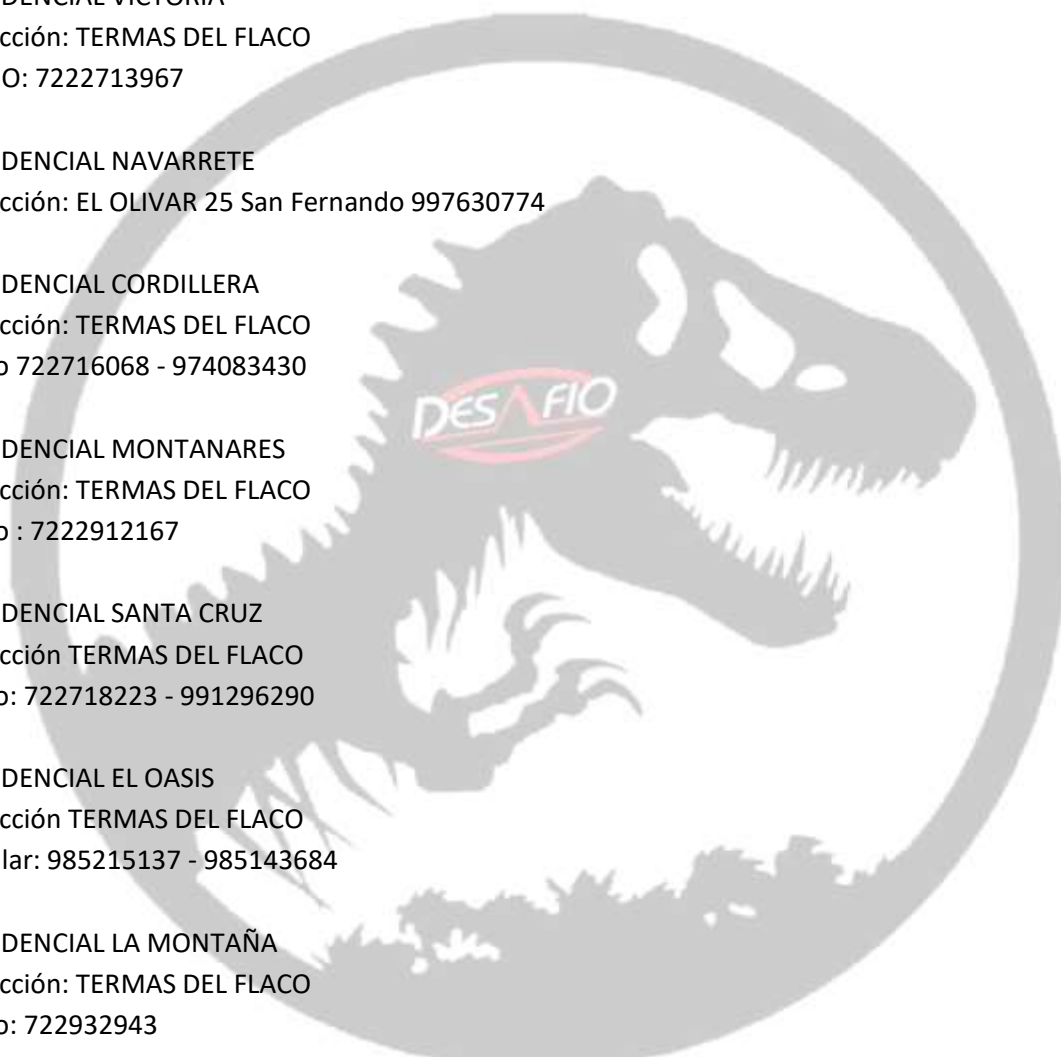 DENCIAL VICTORIA
cción: TERMAS DEL FLACO
O: 7222713967
DENCIAL NAVARRETE
cción: EL OLIVAR 25 San Fernando 997630774
DENCIAL CORDILLERA
cción: TERMAS DEL FLACO
o 722716068 - 974083430
DENCIAL MONTANARES
cción: TERMAS DEL FLACO
o : 7222912167
DENCIAL SANTA CRUZ
cción TERMAS DEL FLACO
o: 722718223 - 991296290
DENCIAL EL OASIS
cción TERMAS DEL FLACO
lar: 985215137 - 985143684
DENCIAL LA MONTAÑA
cción: TERMAS DEL FLACO
o: 722932943
DESAFIO